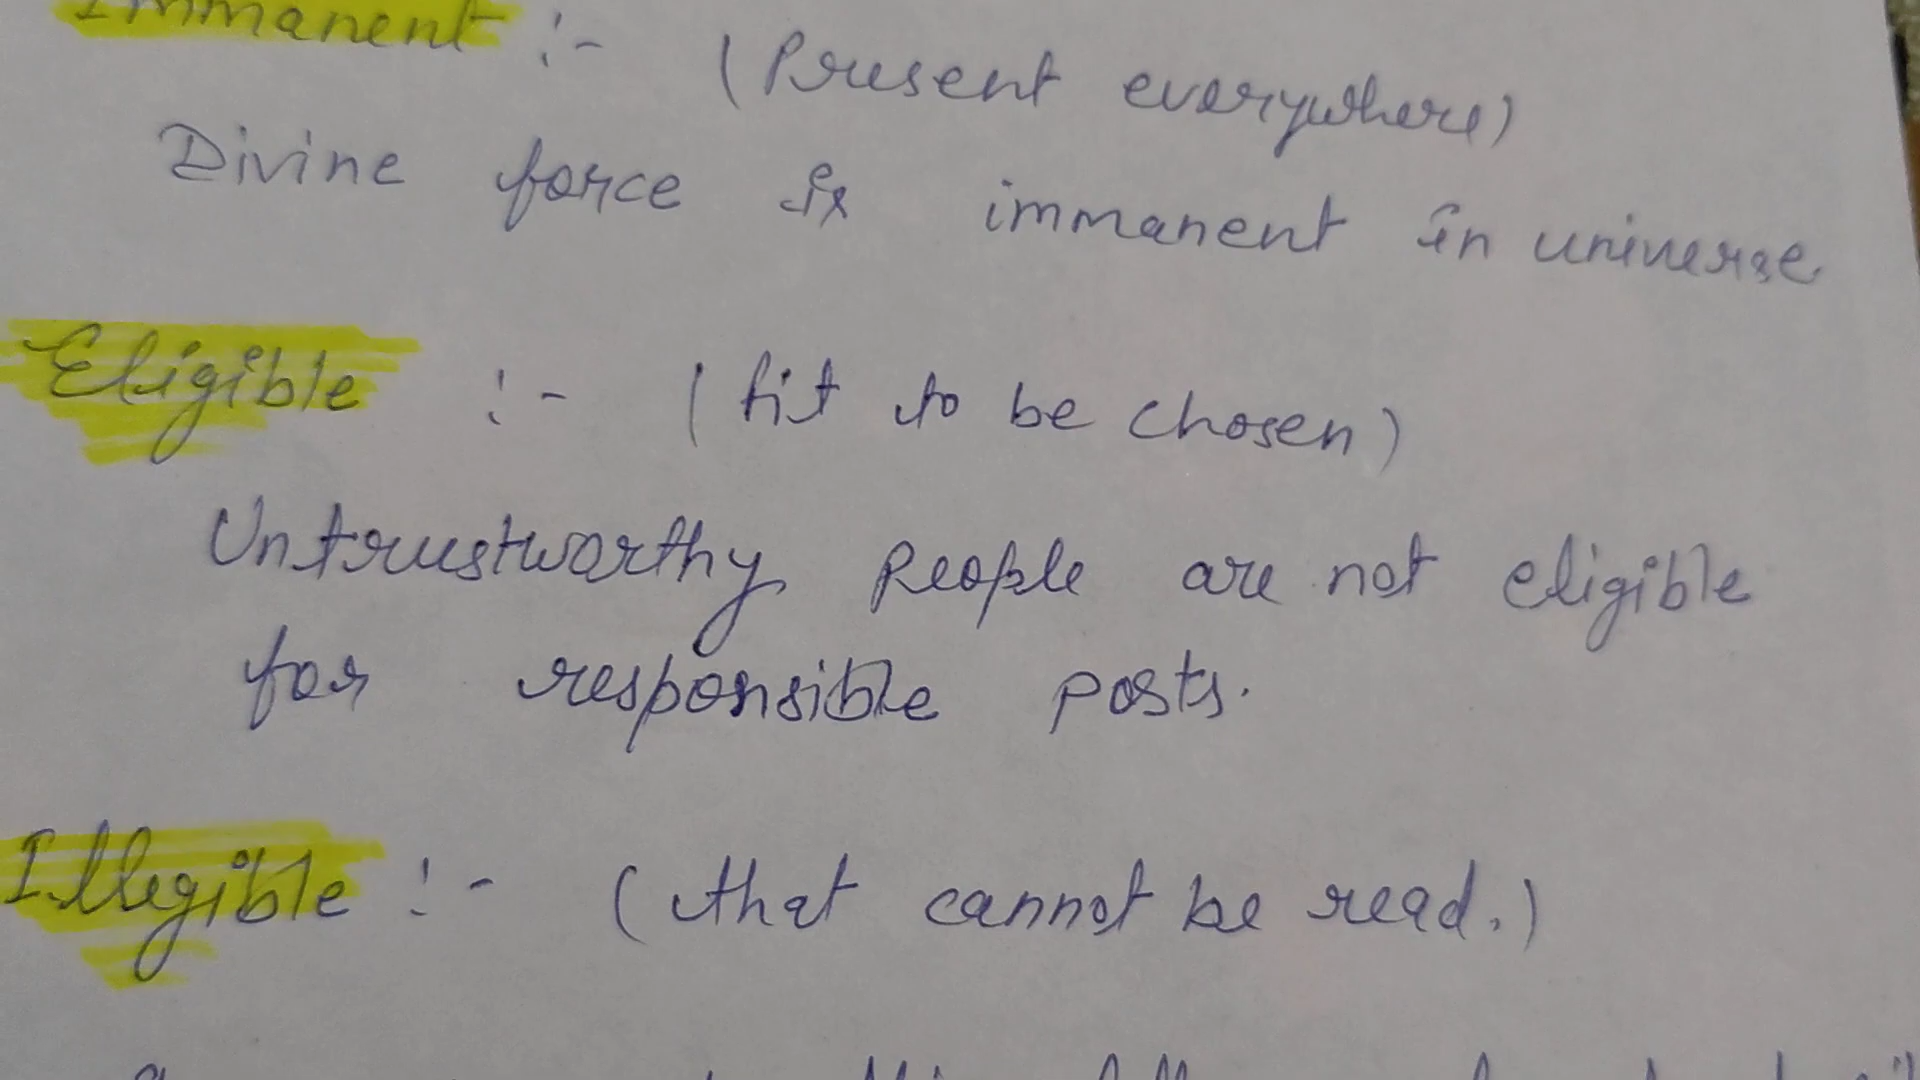 Immanent :- (Present everywhere)
Divine force is immanent in universe
Eligible :- (fit to be chosen)
Untrustworthy people are not eligible
for responsible posts.
Illegible :- (that cannot be read.)